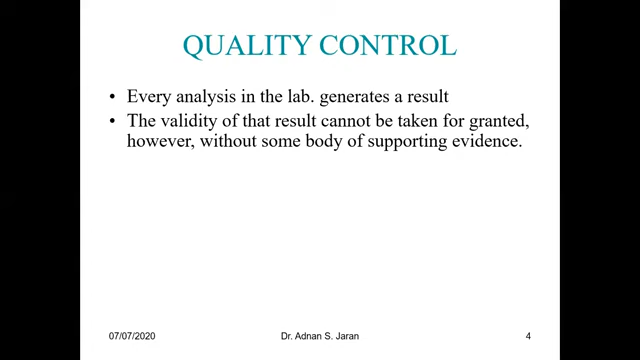 QUALITY CONTROL
• Every analysis in the lab. generates a result
• The validity of that result cannot be taken for granted,
however, without some body of supporting evidence.
07/07/2020 Dr. Adnan S. Jaran 4